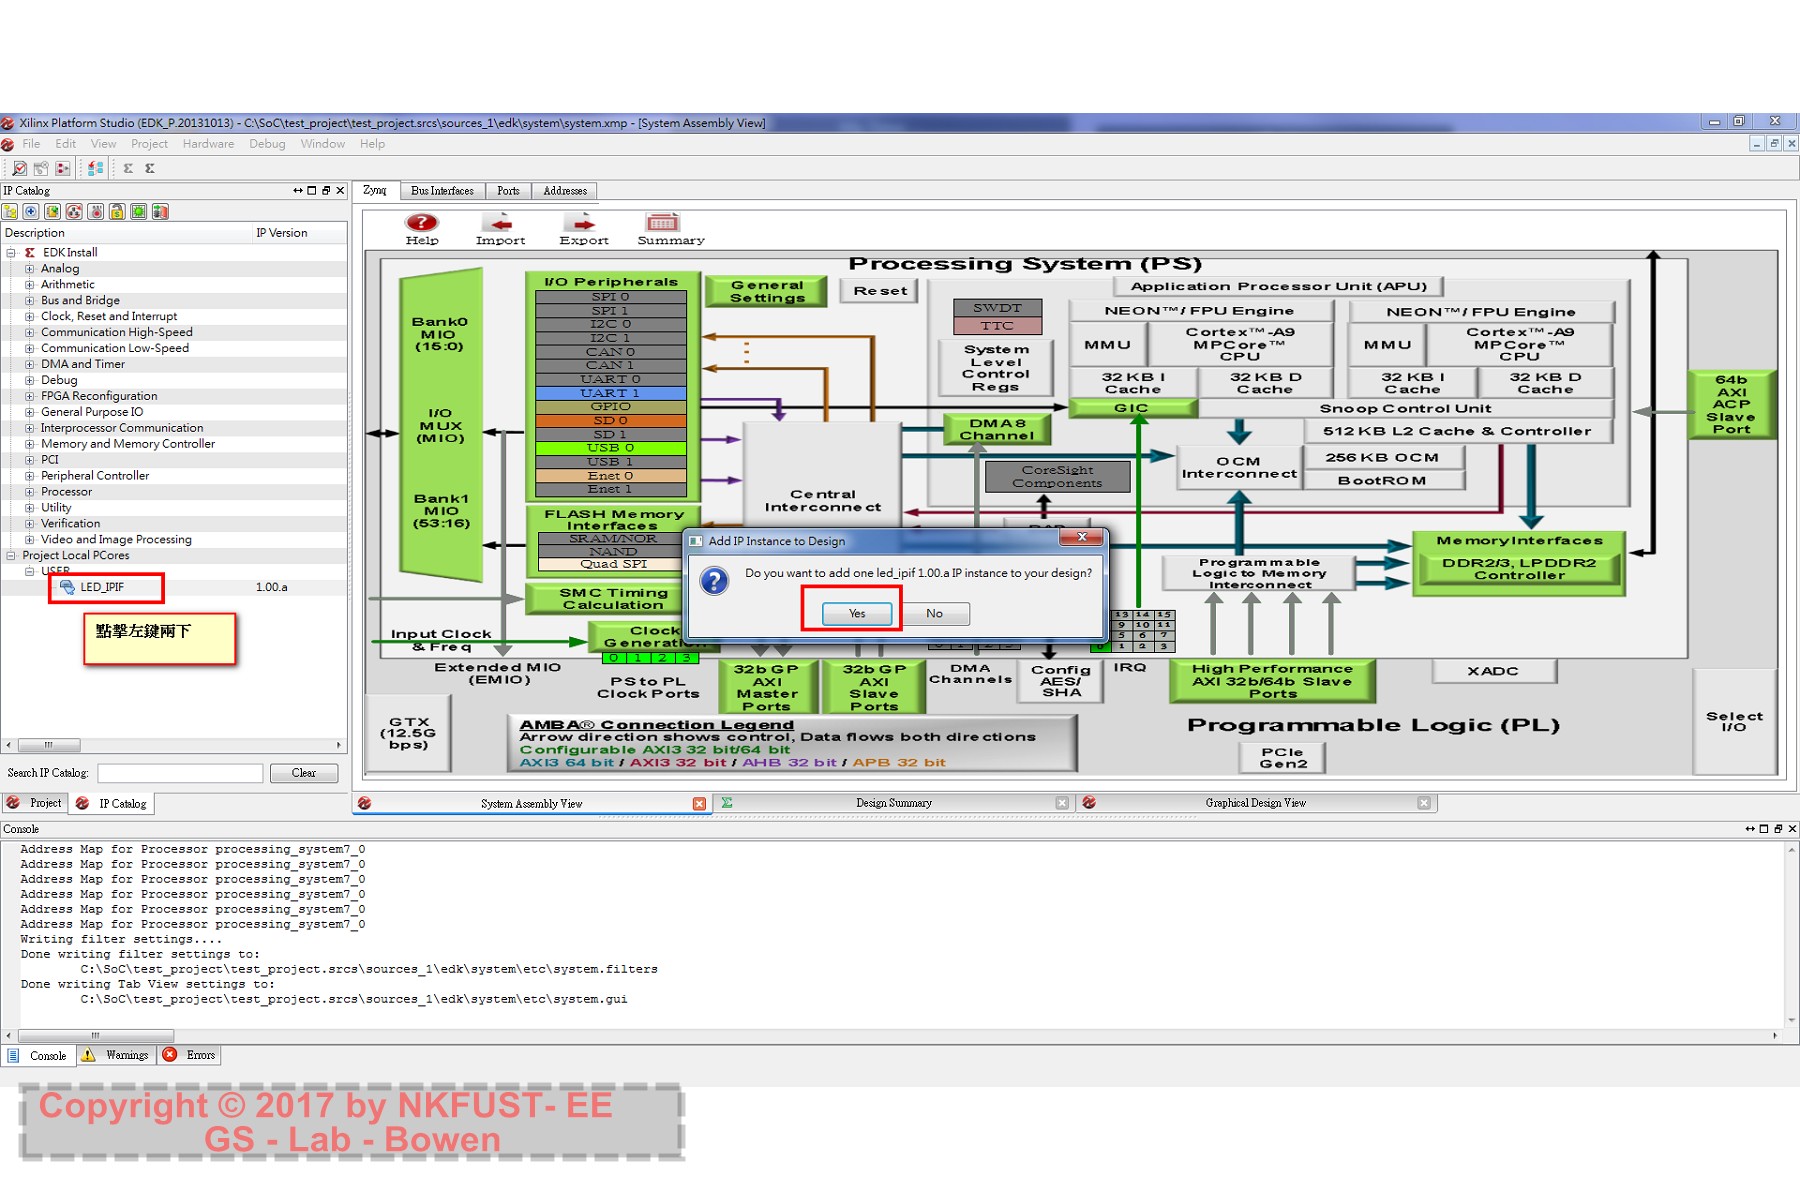 Xilinx Platform Studio (EDK_P.20131013) - C:\SoC\test_project\test_project.srcs\sources_1\edk\system\system.xmp - [System Assembly View]
File Edit View Project Hardware Debug Window Help
IP Catalog
Description IP Version
EDK Install
Analog
Arithmetic
Bus and Bridge
Clock, Reset and Interrupt
Communication High-Speed
Communication Low-Speed
DMA and Timer
Debug
FPGA Reconfiguration
General Purpose IO
Interprocessor Communication
Memory and Memory Controller
PCI
Peripheral Controller
Processor
Utility
Verification
Video and Image Processing
Project Local PCores
USER
LED_IPIF 1.00.a
點擊左鍵兩下
Search IP Catalog: Clear
Project IP Catalog
Zynq Bus Interfaces Ports Addresses
Help Import Export Summary
Processing System (PS)
Bank0
MIO
(15:0)
I/O
MUX
(MIO)
Bank1
MIO
(53:16)
I/O Peripherals
SPI 0
SPI 1
I2C 0
I2C 1
CAN 0
CAN 1
UART 0
UART 1
GPIO
SD 0
SD 1
USB 0
USB 1
Enet 0
Enet 1
FLASH Memory
Interfaces
SRAM/NOR
NAND
Quad SPI
SMC Timing
Calculation
General
Settings
Reset
Central
Interconnect
Application Processor Unit (APU)
SWDT
TTC
System
Level
Control
Regs
NEON™/ FPU Engine
MMU
Cortex™-A9
MPCore™
CPU
32 KB I
Cache
32 KB D
Cache
NEON™/ FPU Engine
MMU
Cortex™-A9
MPCore™
CPU
32 KB I
Cache
32 KB D
Cache
GIC
Snoop Control Unit
DMA 8
Channel
512 KB L2 Cache & Controller
CoreSight
Components
OCM
Interconnect
256 KB OCM
BootROM
64b
AXI
ACP
Slave
Port
Memory Interfaces
DDR2/3, LPDDR2
Controller
Programmable
Logic to Memory
Interconnect
Add IP Instance to Design
Do you want to add one led_ipif 1.00.a IP instance to your design?
Yes No
13 14 15
9 10 11
5 6 7
0 1 2 3
Input Clock
& Freq
Clock
Generation
0 1 2 3
Extended MIO
(EMIO)
PS to PL
Clock Ports
32b GP
AXI
Master
Ports
32b GP
AXI
Slave
Ports
DMA
Channels
Config
AES/
SHA
IRQ
High Performance
AXI 32b/64b Slave
Ports
XADC
GTX
(12.5G
bps)
AMBA® Connection Legend
Arrow direction shows control, Data flows both directions
Configurable AXI3 32 bit/64 bit
AXI3 64 bit / AXI3 32 bit / AHB 32 bit / APB 32 bit
Programmable Logic (PL)
PCIe
Gen2
Select
I/O
System Assembly View Design Summary Graphical Design View
Console
Address Map for Processor processing_system7_0
Address Map for Processor processing_system7_0
Address Map for Processor processing_system7_0
Address Map for Processor processing_system7_0
Address Map for Processor processing_system7_0
Address Map for Processor processing_system7_0
Writing filter settings....
Done writing filter settings to:
C:\SoC\test_project\test_project.srcs\sources_1\edk\system\etc\system.filters
Done writing Tab View settings to:
C:\SoC\test_project\test_project.srcs\sources_1\edk\system\etc\system.gui
Console Warnings Errors
Copyright © 2017 by NKFUST- EE
GS - Lab - Bowen